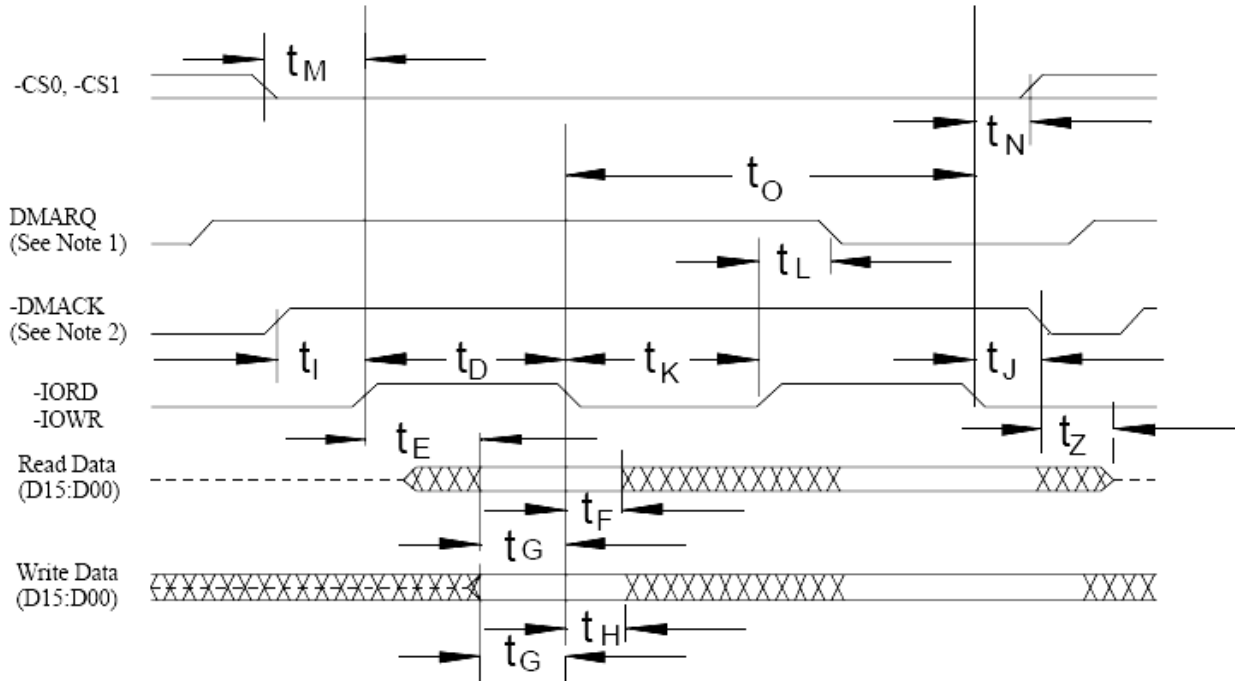 tM
-CS0, -CS1
tN
tO
DMARQ
(See Note 1)
tL
-DMACK
(See Note 2)
tI
tD
tK
tJ
-IORD
-IOWR
tE
tZ
Read Data
(D15:D00)
tF
tG
Write Data
(D15:D00)
tH
tG